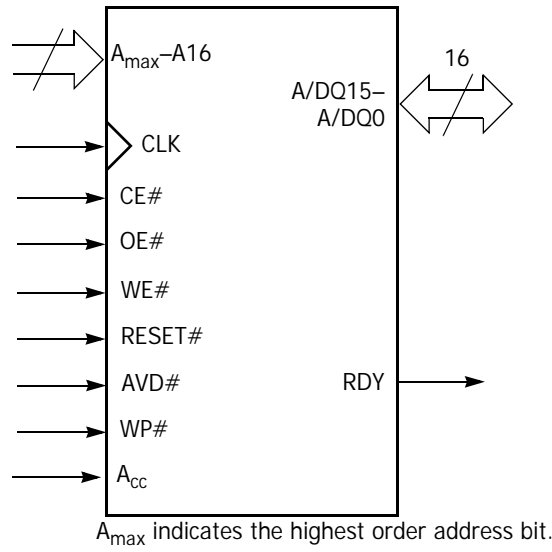 Amax–A16
16
A/DQ15–
A/DQ0
CLK
CE#
OE#
WE#
RESET#
AVD#
RDY
WP#
Acc
Amax indicates the highest order address bit.